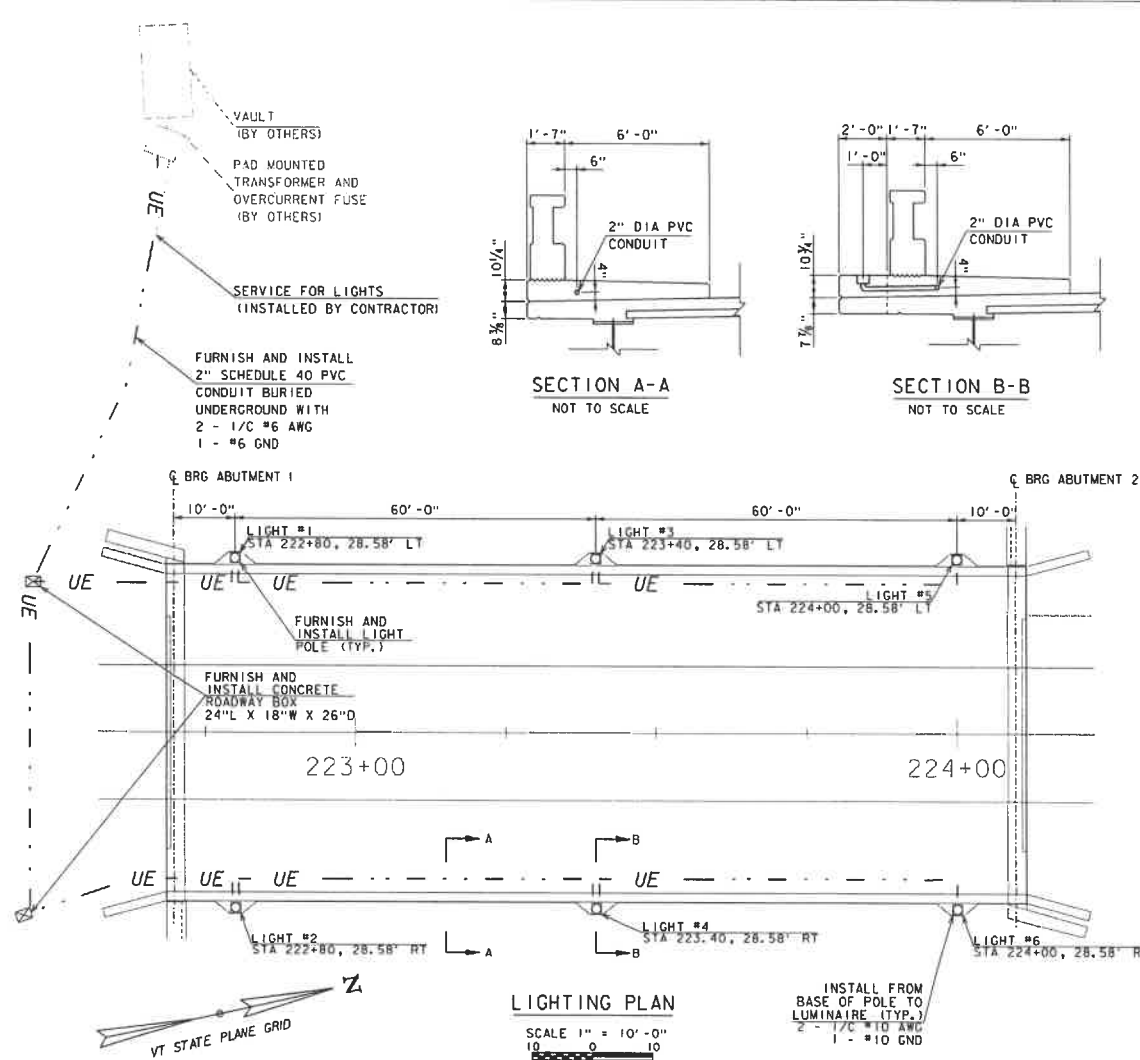 VAULT
(BY OTHERS)
PAD MOUNTED
TRANSFORMER AND
OVERCURRENT FUSE
(BY OTHERS)
UE
SERVICE FOR LIGHTS
(INSTALLED BY CONTRACTOR)
FURNISH AND INSTALL
2" SCHEDULE 40 PVC
CONDUIT BURIED
UNDERGROUND WITH
2 - 1/C #6 AWG
1 - #6 GND
1'-7" 6'-0"
6"
2" DIA PVC
CONDUIT
10 1/4"
4"
8 3/8"
SECTION A-A
NOT TO SCALE
2'-0" 1'-7" 6'-0"
1'-0" 6"
2" DIA PVC
CONDUIT
10 3/4"
4"
7 7/8"
SECTION B-B
NOT TO SCALE
℄ BRG ABUTMENT 1
℄ BRG ABUTMENT 2
10'-0" 60'-0" 60'-0" 10'-0"
LIGHT #1
STA 222+80, 28.58' LT
LIGHT #3
STA 223+40, 28.58' LT
UE UE UE UE
UE
LIGHT #5
STA 224+00, 28.58' LT
FURNISH AND
INSTALL LIGHT
POLE (TYP.)
FURNISH AND
INSTALL CONCRETE
ROADWAY BOX
24"L X 18"W X 26"D
223+00 224+00
A B
UE UE UE UE
LIGHT #2
STA 222+80, 28.58' RT
A B
LIGHT #4
STA 223.40, 28.58' RT
LIGHT #6
STA 224+00, 28.58' R
INSTALL FROM
BASE OF POLE TO
LUMINAIRE (TYP.)
2 - 1/C #10 AWG
1 - #10 GND
Z
VT STATE PLANE GRID
LIGHTING PLAN
SCALE 1" = 10'-0"
10 0 10